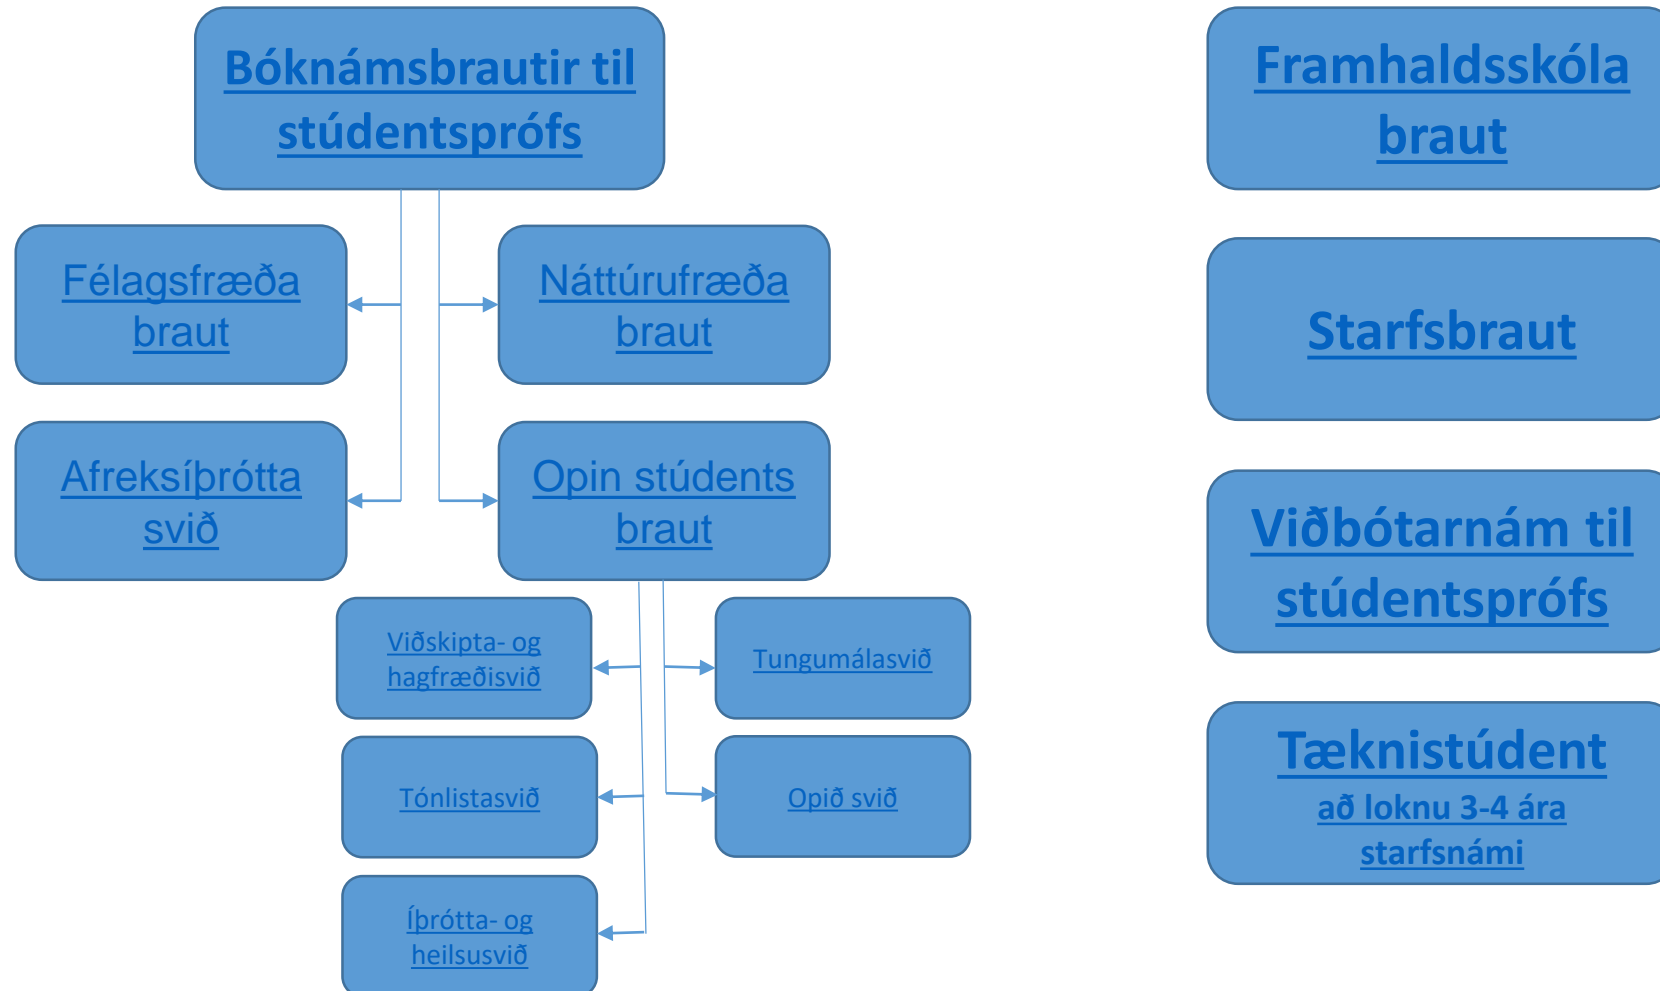 Bóknámsbrautir til
stúdentsprófs
Félagsfræða
braut
Náttúrufræða
braut
Afreksíþrótta
svið
Opin stúdents
braut
Viðskipta- og
hagfræðisvið
Tungumálasvið
Tónlistasvið
Opið svið
Íþrótta- og
heilsusvið
Framhaldsskóla
braut
Starfsbraut
Viðbótarnám til
stúdentsprófs
Tæknistúdent
að loknu 3-4 ára
starfsnámi